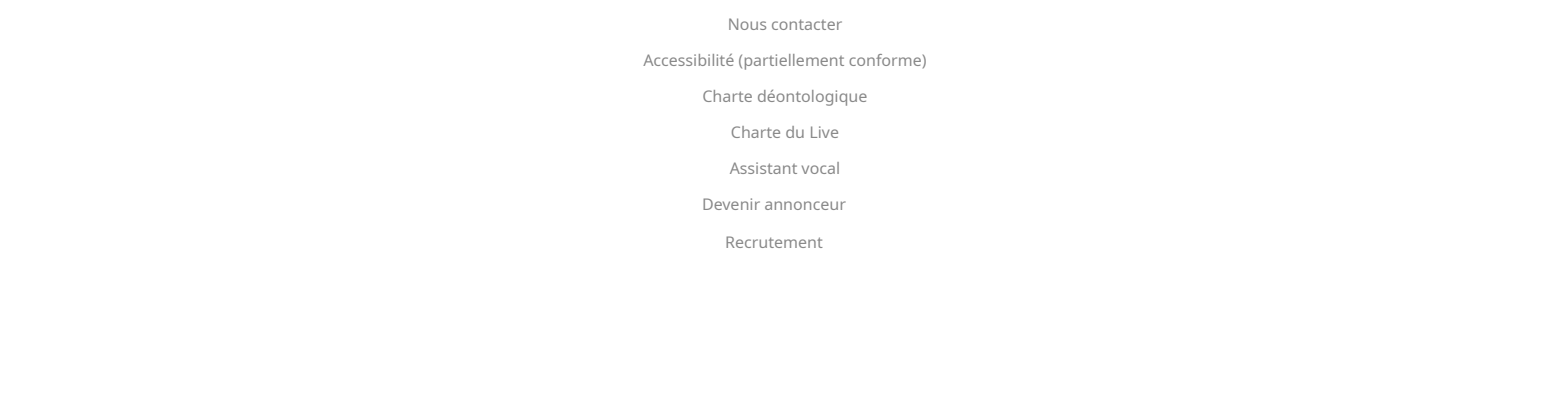 Nous contacter
Accessibilité (partiellement conforme)
Charte déontologique
Charte du Live
Assistant vocal
Devenir annonceur
Recrutement